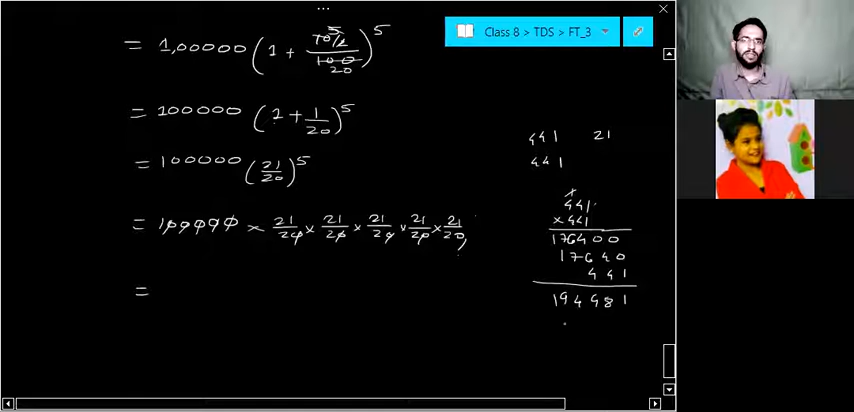 ...
Class 8 > TDS > FT_3
= 1,00000 (1 + 10/2 5 / 100 20)^5
= 100000 (1 + 1/20)^5
= 100000 (21/20)^5
= 100000 × 21/20 × 21/20 × 21/20 × 21/20 × 21/20
=
441 21
441
×
441
×441
176400
17640
441
194481